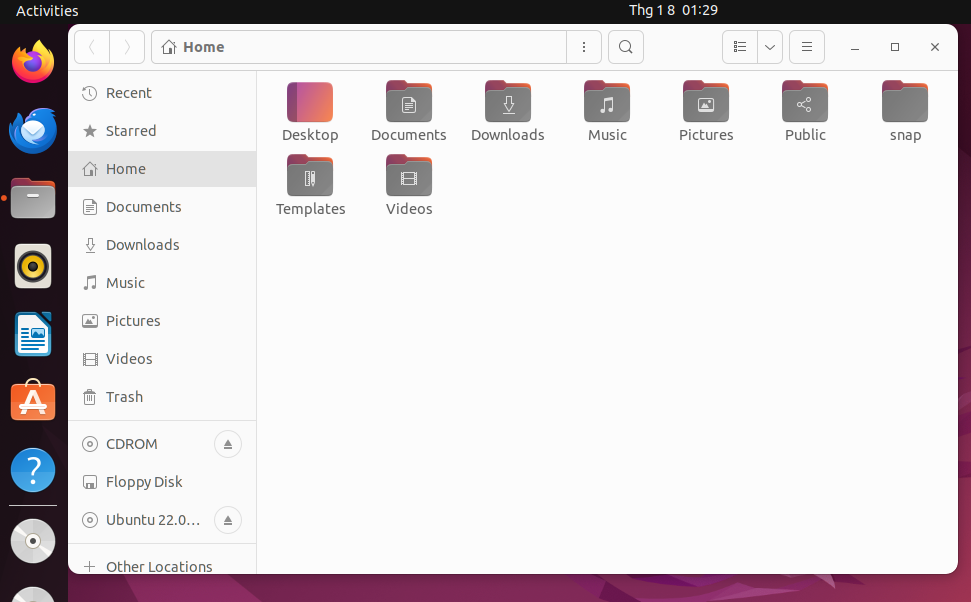 Activities
Thg 1 8 01:29
Home
Recent
Starred
Home
Documents
Downloads
Music
Pictures
Videos
Trash
CDROM
Floppy Disk
Ubuntu 22.0…
Other Locations
Desktop
Documents
Downloads
Music
Pictures
Public
snap
Templates
Videos